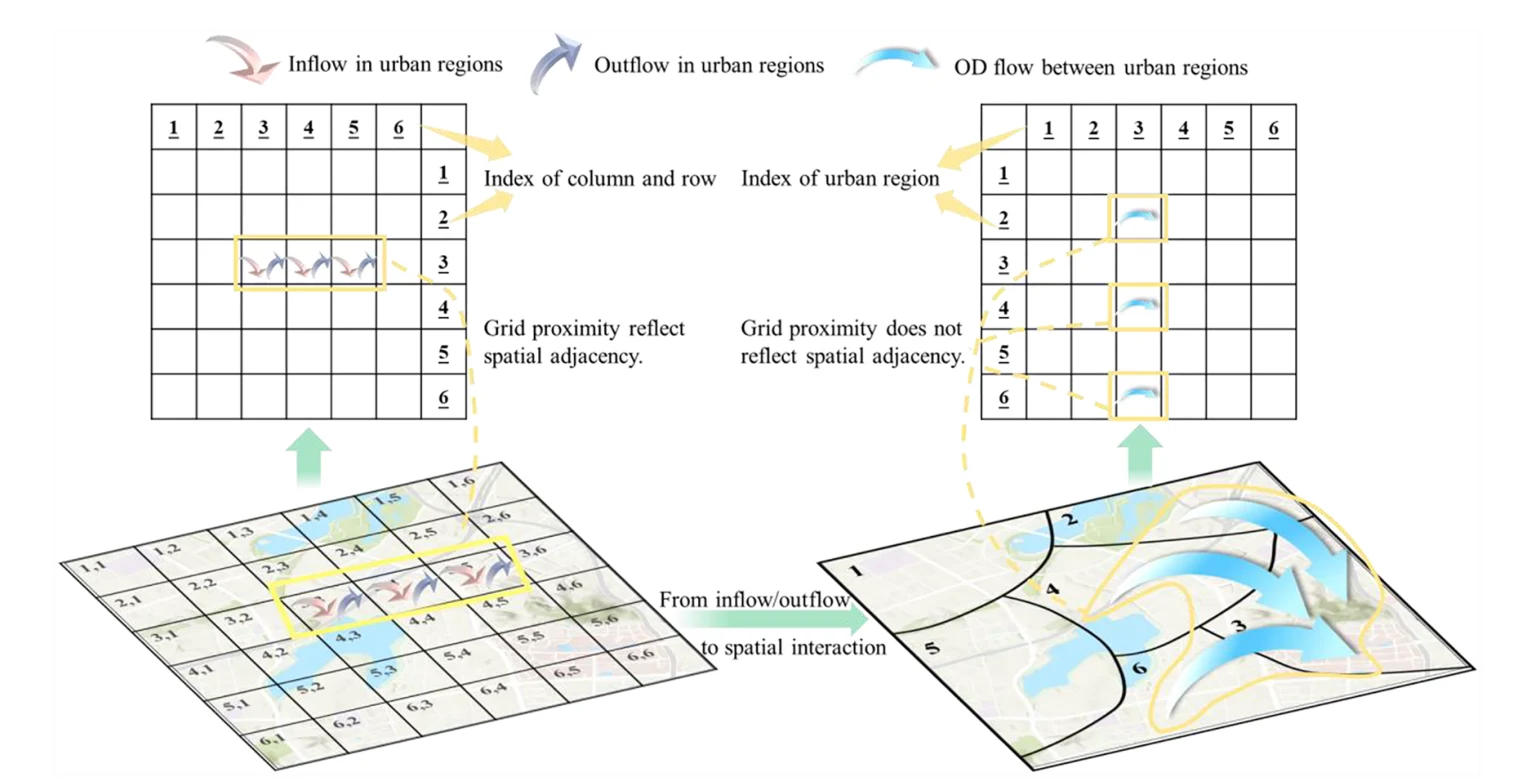 Inflow in urban regions
Outflow in urban regions
OD flow between urban regions
1 2 3 4 5 6
1
2
3
4
5
6
Index of column and row
Grid proximity reflect
spatial adjacency.
1 2 3 4 5 6
1
2
3
4
5
6
Index of urban region
Grid proximity does not
reflect spatial adjacency.
1,1 1,2 1,3 1,4 1,5 1,6
2,1 2,2 2,3 2,4 2,5 2,6
3,1 3,2 3,6
4,1 4,2 4,3 4,4 4,5 4,6
5,1 5,2 5,3 5,4 5,5 5,6
6,1 6,2 6,3 6,4 6,5 6,6
From inflow/outflow
to spatial interaction
1
2
4
5
3
6